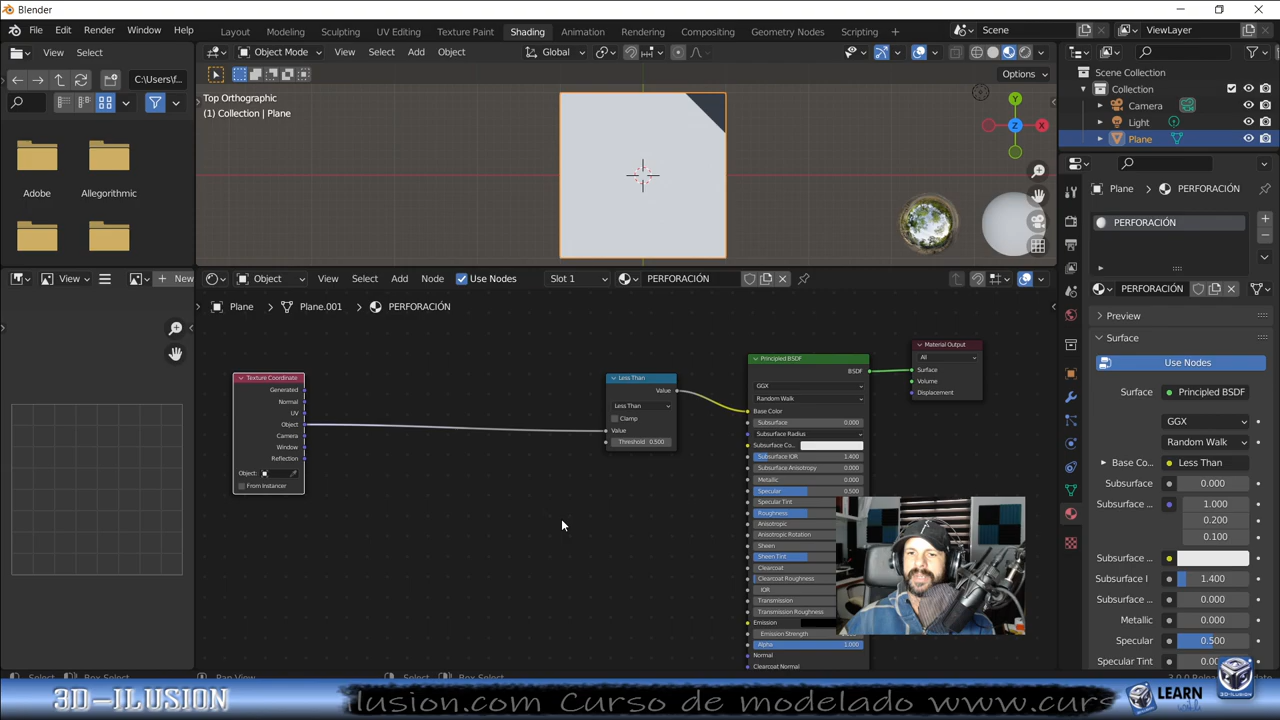 Blender
File Edit Render Window Help Layout Modeling Sculpting UV Editing Texture Paint Shading Animation Rendering Compositing Geometry Nodes Scripting + Scene ViewLayer
View Select Object Mode View Select Add Object Global
C:\Users\f... Options
Top Orthographic
(1) Collection | Plane
Adobe Allegorithmic
Y
Z X
Scene Collection
Collection
Camera
Light
Plane
Plane PERFORACIÓN
PERFORACIÓN
View New Object View Select Add Node Use Nodes Slot 1 PERFORACIÓN
Plane Plane.001 PERFORACIÓN
PERFORACIÓN
Preview
Surface
Use Nodes
Surface Principled BSDF
GGX
Random Walk
Base Co... Less Than
Subsurface 0.000
Subsurface 1.000
0.200
0.100
Subsurf...
Subsurface I 1.400
Subsurfa... 0.000
Metallic 0.000
Specular 0.500
Specular Tint
Texture Coordinate
Generated
Normal
UV
Object
Camera
Window
Reflection
Object:
From Instancer
Less Than
Value
Less Than
Clamp
Value
Threshold 0.500
Principled BSDF
BSDF
GGX
Random Walk
Base Color
Subsurface 0.000
Subsurface Radius
Subsurface Co...
Subsurface IOR 1.400
Subsurface Anisotropy 0.000
Metallic 0.000
Specular 0.500
Specular Tint
Roughness
Anisotropic
Anisotropic Rotation
Sheen
Sheen Tint
Clearcoat
Clearcoat Roughness
IOR
Transmission
Transmission Roughness
Emission
Emission Strength
Alpha 1.000
Normal
Clearcoat Normal
Material Output
All
Surface
Volume
Displacement
3D-ILUSION
ilusion.com Curso de modelado www.curs
LEARN